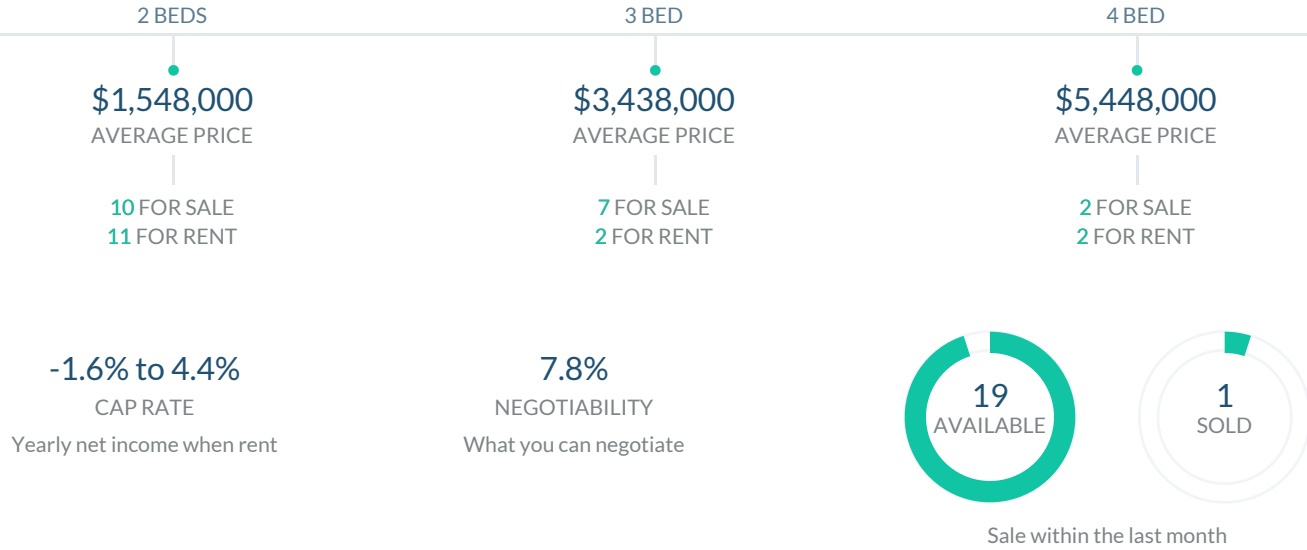 2 BEDS
3 BED
4 BED
$1,548,000
AVERAGE PRICE
10 FOR SALE
11 FOR RENT
$3,438,000
AVERAGE PRICE
7 FOR SALE
2 FOR RENT
$5,448,000
AVERAGE PRICE
2 FOR SALE
2 FOR RENT
-1.6% to 4.4%
CAP RATE
Yearly net income when rent
7.8%
NEGOTIABILITY
What you can negotiate
19
AVAILABLE
1
SOLD
Sale within the last month